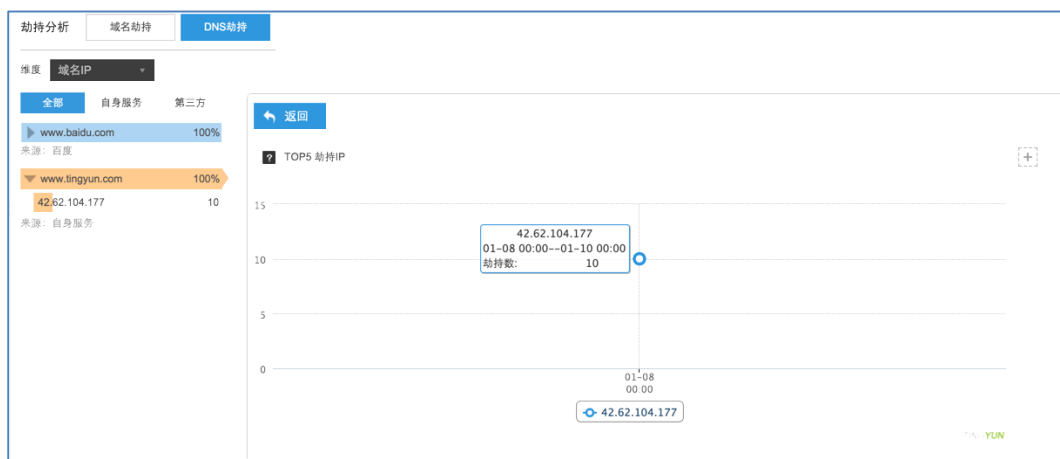 劫持分析 域名劫持 DNS劫持
维度 域名IP
全部 自身服务 第三方
www.baidu.com 100%
来源：百度
www.tingyun.com 100%
42.62.104.177 10
来源：自身服务
返回
TOP5 劫持IP
15
10
5
0
42.62.104.177
01-08 00:00--01-10 00:00
劫持数: 10
01-08
00:00
42.62.104.177
YUN